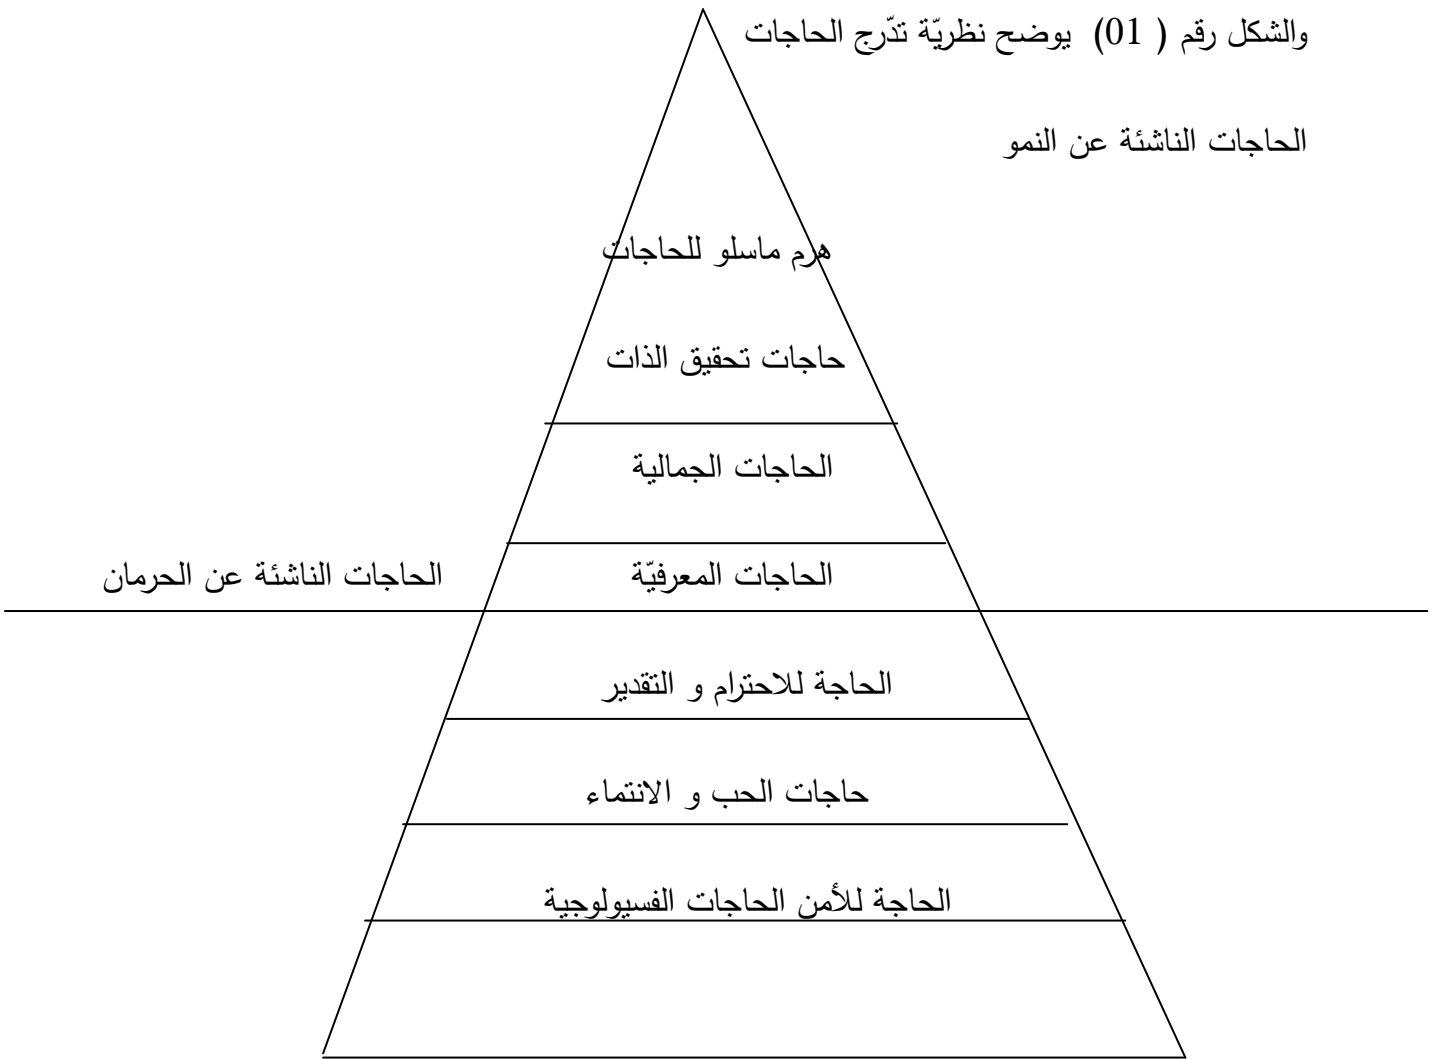 والشكل رقم ( 01) يوضح نظريّة تدّرج الحاجات
الحاجات الناشئة عن النمو
هرم ماسلو للحاجات
حاجات تحقيق الذات
الحاجات الجمالية
الحاجات المعرفيّة
الحاجات الناشئة عن الحرمان
الحاجة للاحترام و التقدير
حاجات الحب و الانتماء
الحاجة للأمن الحاجات الفسيولوجية